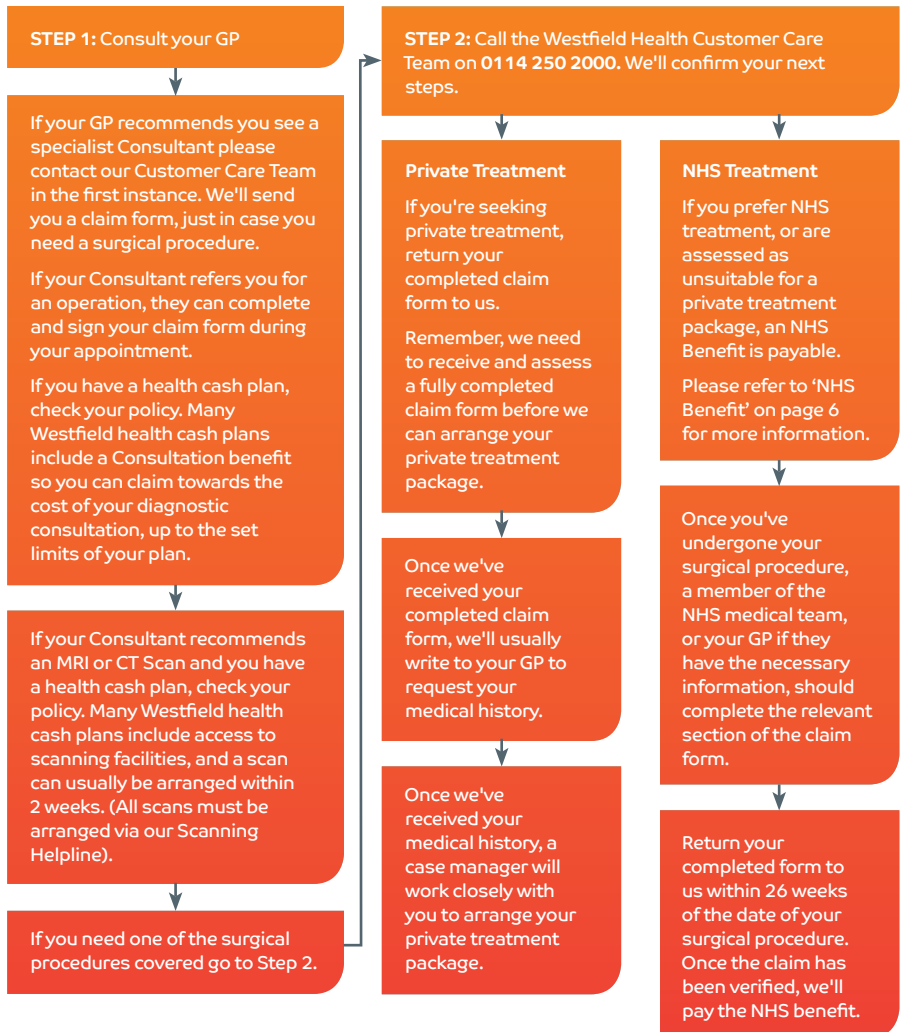 STEP 1: Consult your GP
If your GP recommends you see a
specialist Consultant please
contact our Customer Care Team
in the first instance. We'll send
you a claim form, just in case you
need a surgical procedure.
If your Consultant refers you for
an operation, they can complete
and sign your claim form during
your appointment.
If you have a health cash plan,
check your policy. Many
Westfield health cash plans
include a Consultation benefit
so you can claim towards the
cost of your diagnostic
consultation, up to the set
limits of your plan.
If your Consultant recommends
an MRI or CT Scan and you have
a health cash plan, check your
policy. Many Westfield health
cash plans include access to
scanning facilities, and a scan
can usually be arranged within
2 weeks. (All scans must be
arranged via our Scanning
Helpline).
If you need one of the surgical
procedures covered go to Step 2.
STEP 2: Call the Westfield Health Customer Care
Team on 0114 250 2000. We'll confirm your next
steps.
Private Treatment
If you're seeking
private treatment,
return your
completed claim
form to us.
Remember, we need
to receive and assess
a fully completed
claim form before we
can arrange your
private treatment
package.
Once we've
received your
completed claim
form, we'll usually
write to your GP to
request your
medical history.
Once we've
received your
medical history, a
case manager will
work closely with
you to arrange your
private treatment
package.
NHS Treatment
If you prefer NHS
treatment, or are
assessed as
unsuitable for a
private treatment
package, an NHS
Benefit is payable.
Please refer to ‘NHS
Benefit’ on page 6
for more information.
Once you've
undergone your
surgical procedure,
a member of the
NHS medical team,
or your GP if they
have the necessary
information, should
complete the relevant
section of the claim
form.
Return your
completed form to
us within 26 weeks
of the date of your
surgical procedure.
Once the claim has
been verified, we'll
pay the NHS benefit.